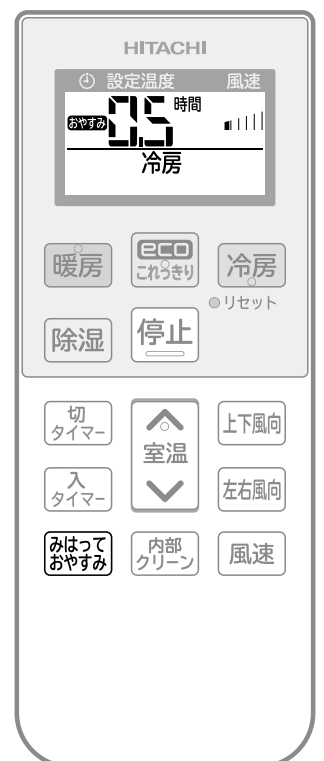 HITACHI
設定温度 風速
おやすみ 0.5 時間
冷房
暖房 eco これっきり 冷房
リセット
除湿 停止
切タイマー 室温 上下風向
入タイマー 左右風向
みはっておやすみ 内部クリーン 風速